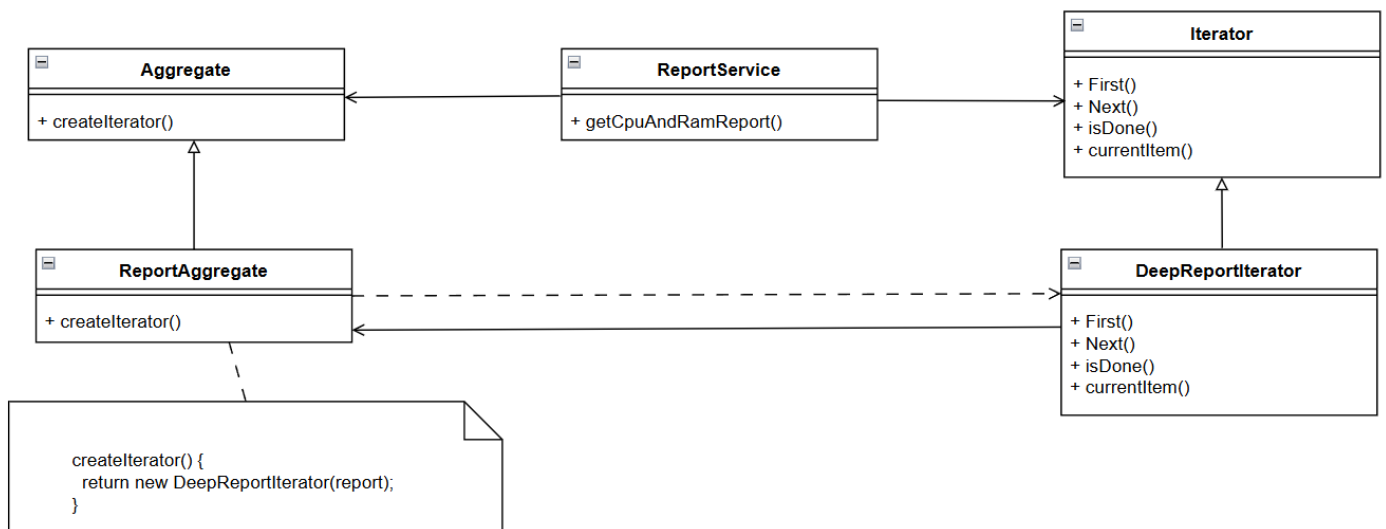 Aggregate
+ createIterator()
ReportService
+ getCpuAndRamReport()
Iterator
+ First()
+ Next()
+ isDone()
+ currentItem()
ReportAggregate
+ createIterator()
DeepReportIterator
+ First()
+ Next()
+ isDone()
+ currentItem()
createIterator() {
return new DeepReportIterator(report);
}